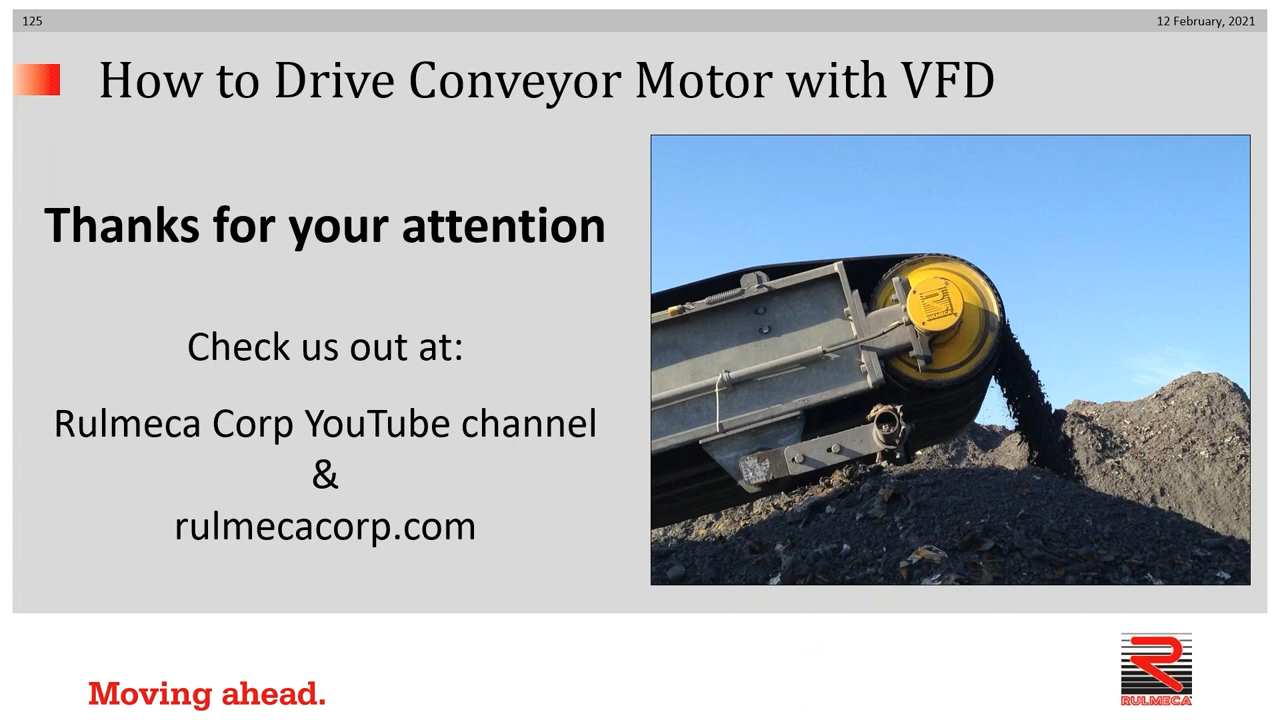 125
12 February, 2021
How to Drive Conveyor Motor with VFD
Thanks for your attention
Check us out at:
Rulmeca Corp YouTube channel
&
rulmecacorp.com
RULMECA
Moving ahead.
RULMECA